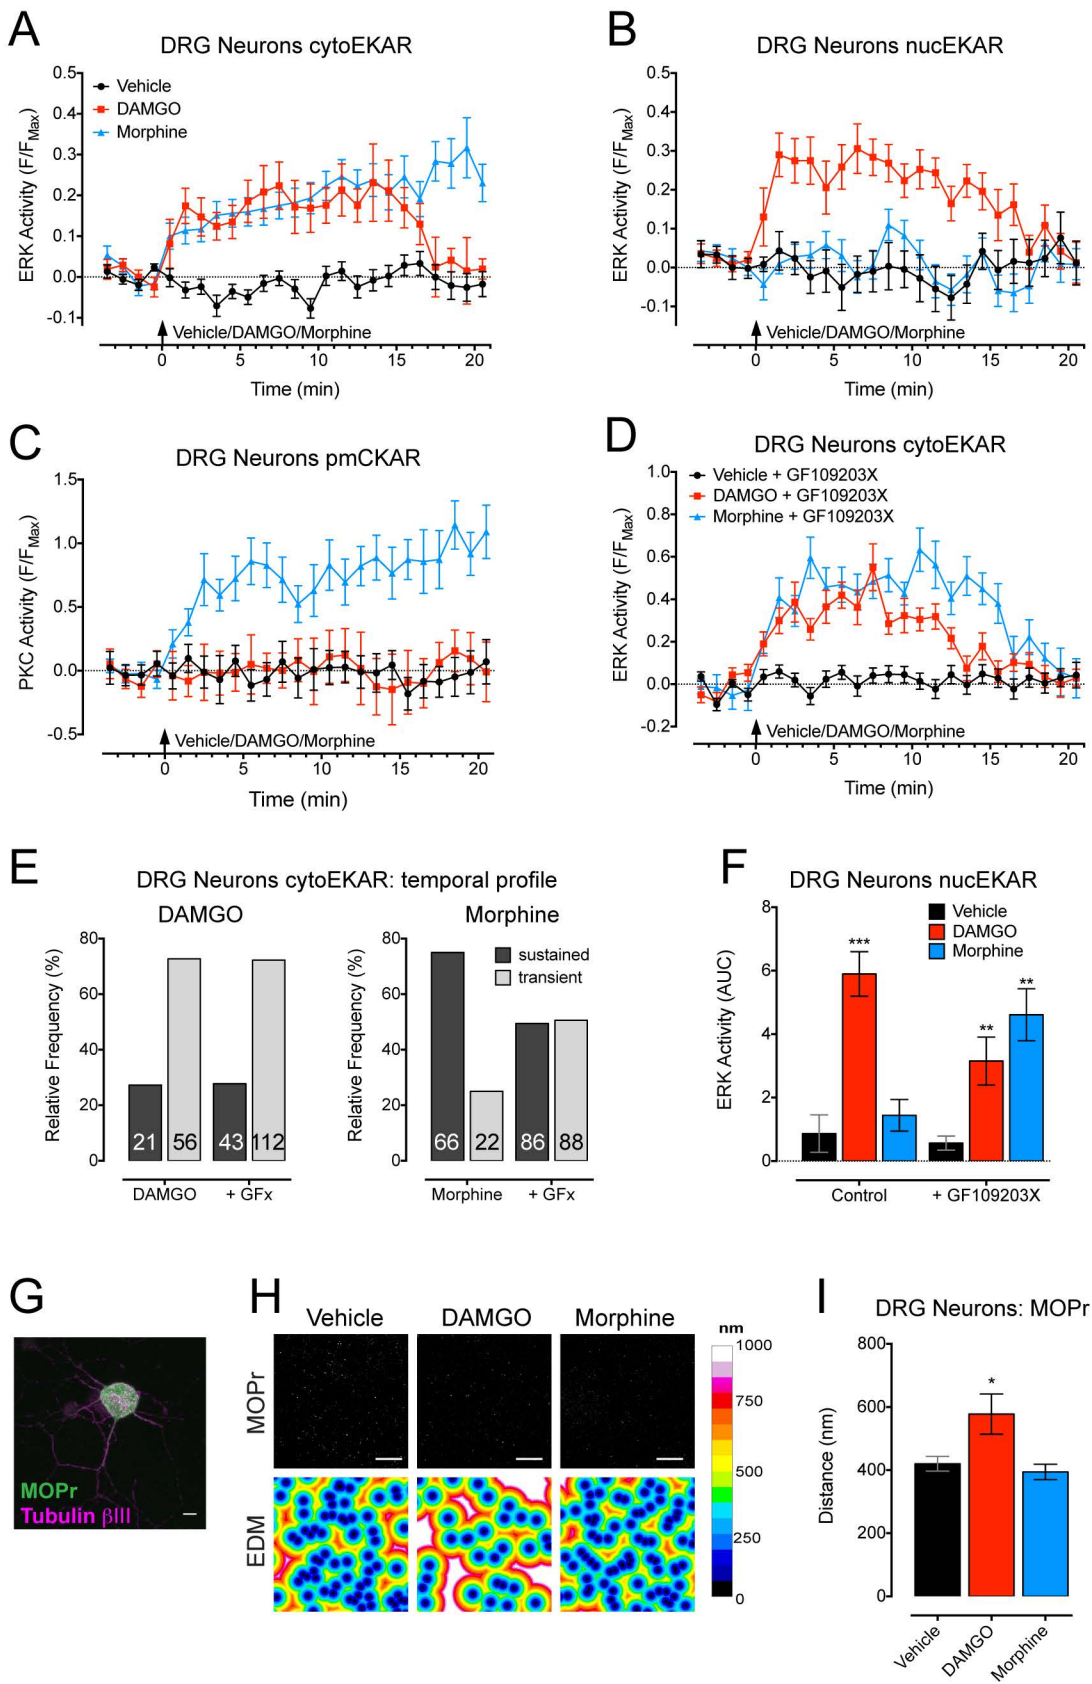 A
DRG Neurons cytoEKAR
ERK Activity (F/FMax)
0.5
0.4
0.3
0.2
0.1
0.0
-0.1
Vehicle
DAMGO
Morphine
Vehicle/DAMGO/Morphine
0 5 10 15 20
Time (min)
B
DRG Neurons nucEKAR
ERK Activity (F/FMax)
0.5
0.4
0.3
0.2
0.1
0.0
-0.1
Vehicle/DAMGO/Morphine
0 5 10 15 20
Time (min)
C
DRG Neurons pmCKAR
PKC Activity (F/FMax)
1.5
1.0
0.5
0.0
-0.5
Vehicle/DAMGO/Morphine
0 5 10 15 20
Time (min)
D
DRG Neurons cytoEKAR
ERK Activity (F/FMax)
1.0
0.8
0.6
0.4
0.2
0.0
-0.2
Vehicle + GF109203X
DAMGO + GF109203X
Morphine + GF109203X
Vehicle/DAMGO/Morphine
0 5 10 15 20
Time (min)
E
DRG Neurons cytoEKAR: temporal profile
DAMGO
Relative Frequency (%)
80
60
40
20
0
21 56 43 112
DAMGO + GFx
Morphine
Relative Frequency (%)
80
60
40
20
0
sustained
transient
66 22 86 88
Morphine + GFx
F
DRG Neurons nucEKAR
ERK Activity (AUC)
8
6
4
2
0
Vehicle
DAMGO
Morphine
***
**
**
Control + GF109203X
G
MOPr
Tubulin βIII
H
Vehicle DAMGO Morphine
MOPr
EDM
nm
1000
750
500
250
0
I
DRG Neurons: MOPr
Distance (nm)
800
600
400
200
0
*
Vehicle
DAMGO
Morphine